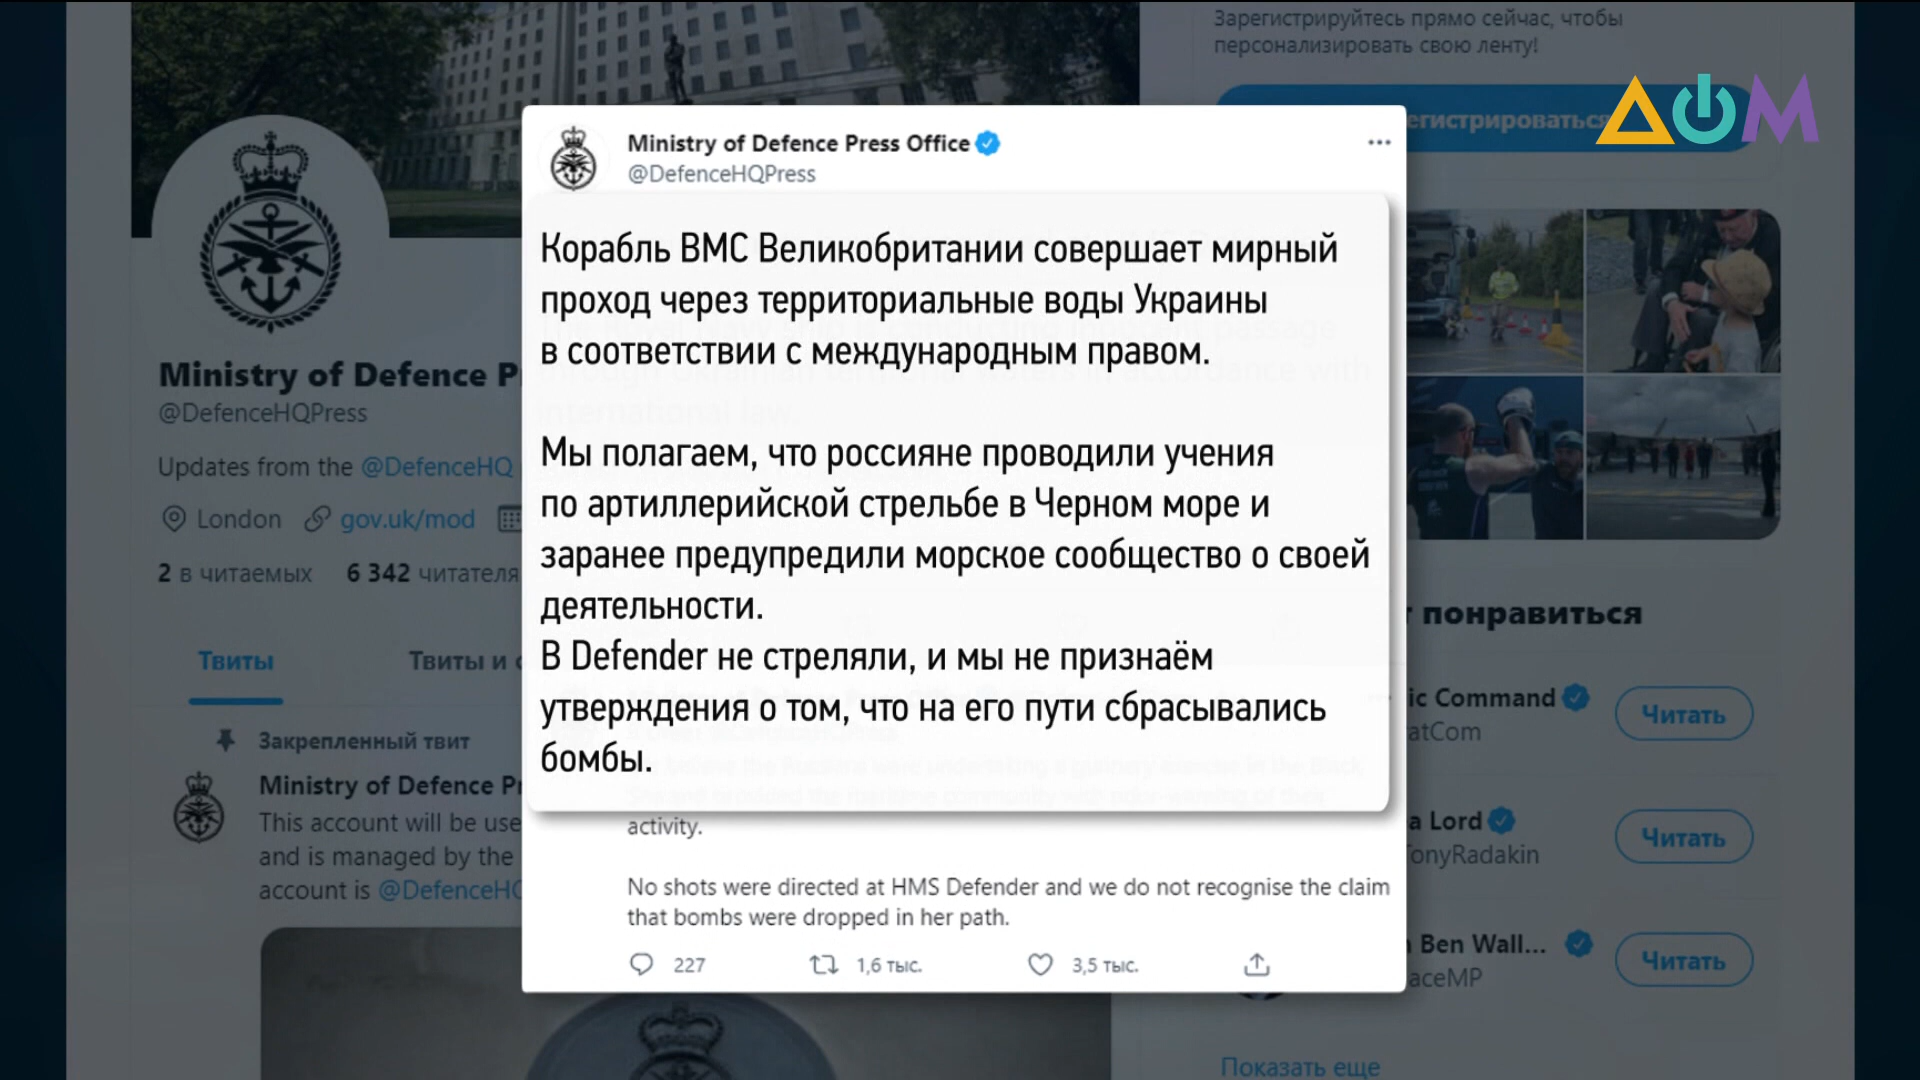 Зарегистрируйтесь прямо сейчас, чтобы
персонализировать свою ленту!
егистрироваться
ДОМ
Ministry of Defence Press Office
@DefenceHQPress
Корабль ВМС Великобритании совершает мирный
проход через территориальные воды Украины
в соответствии с международным правом.
Мы полагаем, что россияне проводили учения
по артиллерийской стрельбе в Черном море и
заранее предупредили морское сообщество о своей
деятельности.
В Defender не стреляли, и мы не признаём
утверждения о том, что на его пути сбрасывались
бомбы.
activity.
No shots were directed at HMS Defender and we do not recognise the claim
that bombs were dropped in her path.
227 1,6 тыс. 3,5 тыс.
Ministry of Defence P
@DefenceHQPress
Updates from the @DefenceHQ
London gov.uk/mod
2 в читаемых 6 342 читателя
Твиты Твиты и о
Закрепленный твит
Ministry of Defence Pr
This account will be use
and is managed by the
account is @DefenceHQ
т понравиться
ic Command
atCom
Читать
a Lord
TonyRadakin
Читать
Ben Wall...
aceMP
Читать
Показать еще